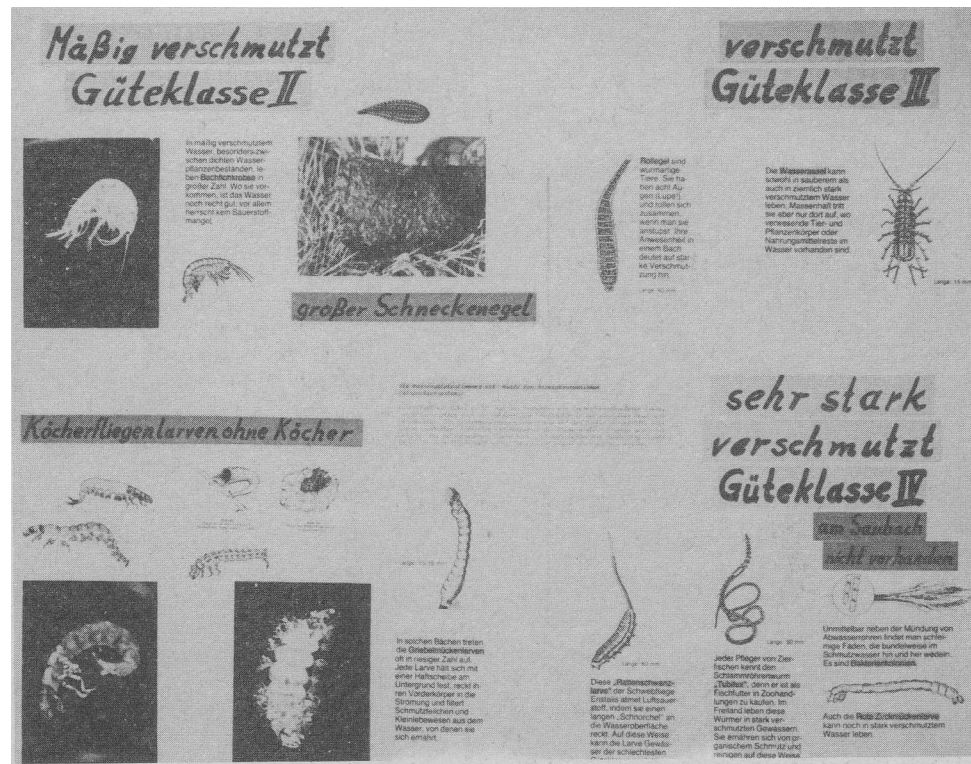 Mäßig verschmutzt
Güteklasse II
In mäßig verschmutztem
Wasser, besonders zwi-
schen dichten Wasser-
pflanzenbeständen, le-
ben Bachflohkrebse in
großer Zahl. Wo sie vor-
kommen, ist das Wasser
noch recht gut, vor allem
herrscht kein Sauerstoff-
mangel.
großer Schneckenegel
verschmutzt
Güteklasse III
Rollegel sind
wurmartige
Tiere. Sie ha-
ben acht Au-
gen (Lupe!)
und rollen sich
zusammen,
wenn man sie
anstupst. Ihre
Anwesenheit in
einem Bach
deutet auf star-
ke Verschmut-
zung hin.
Die Wasserassel kann
sowohl in sauberem als
auch in ziemlich stark
verschmutztem Wasser
leben. Massenhaft tritt
sie aber nur dort auf, wo
verwesende Tier- und
Pflanzenkörper oder
Nahrungsmittelreste im
Wasser vorhanden sind.
Köcherfliegenlarven ohne Köcher
In solchen Bächen treten
die Griebelmückenlarven
oft in riesiger Zahl auf.
Jede Larve hält sich mit
einer Haftscheibe am
Untergrund fest, reckt ih-
ren Vorderkörper in die
Strömung und filtert
Schmutzteilchen und
Kleinlebewesen aus dem
Wasser, von denen sie
sich ernährt.
sehr stark
verschmutzt
Güteklasse IV
am Saubach
nicht vorhanden
Diese „Rattenschwanz-
larve" der Schwebfliege
Eristalis atmet Luftsauer-
stoff, indem sie einen
langen „Schnorchel" an
die Wasseroberfläche
reckt. Auf diese Weise
kann die Larve Gewäs-
ser der schlechtesten
Jeder Pfleger von Zier-
fischen kennt den
Schlammröhrenwurm
„Tubifex", denn er ist als
Fischfutter in Zoohand-
lungen zu kaufen. Im
Freiland leben diese
Würmer in stark ver-
schmutzten Gewässern.
Sie ernähren sich von or-
ganischem Schmutz und
reinigen auf diese Weise
Unmittelbar neben der Mündung von
Abwasserrohren findet man schlei-
mige Fäden, die bündelweise im
Schmutzwasser hin und her wedeln.
Es sind Bakterienkolonien.
Auch die Rote Zuckmückenlarve
kann noch in stark verschmutztem
Wasser leben.